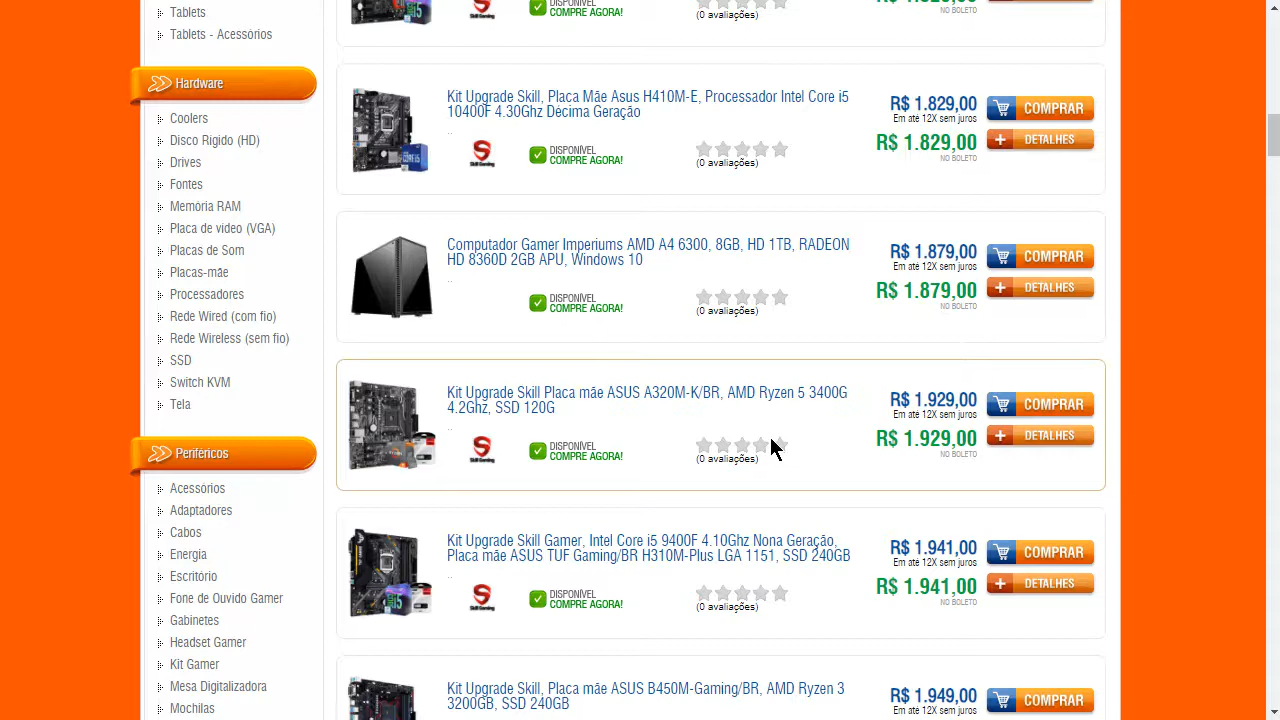 Tablets
Tablets - Acessórios
Hardware
Coolers
Disco Rígido (HD)
Drives
Fontes
Memória RAM
Placa de vídeo (VGA)
Placas de Som
Placas-mãe
Processadores
Rede Wired (com fio)
Rede Wireless (sem fio)
SSD
Switch KVM
Tela
Periféricos
Acessórios
Adaptadores
Cabos
Energia
Escritório
Fone de Ouvido Gamer
Gabinetes
Headset Gamer
Kit Gamer
Mesa Digitalizadora
Mochilas
DISPONÍVEL
COMPRE AGORA!
(0 avaliações)
NO BOLETO
Kit Upgrade Skill, Placa Mãe Asus H410M-E, Processador Intel Core i5
10400F 4.30Ghz Decima Geração
..
Skill Gaming
DISPONÍVEL
COMPRE AGORA!
(0 avaliações)
R$ 1.829,00
Em até 12X sem juros
R$ 1.829,00
NO BOLETO
COMPRAR
DETALHES
Computador Gamer Imperiums AMD A4 6300, 8GB, HD 1TB, RADEON
HD 8360D 2GB APU, Windows 10
..
DISPONÍVEL
COMPRE AGORA!
(0 avaliações)
R$ 1.879,00
Em até 12X sem juros
R$ 1.879,00
NO BOLETO
COMPRAR
DETALHES
Kit Upgrade Skill Placa mãe ASUS A320M-K/BR, AMD Ryzen 5 3400G
4.2Ghz, SSD 120G
..
Skill Gaming
DISPONÍVEL
COMPRE AGORA!
(0 avaliações)
R$ 1.929,00
Em até 12X sem juros
R$ 1.929,00
NO BOLETO
COMPRAR
DETALHES
Kit Upgrade Skill Gamer, Intel Core i5 9400F 4.10Ghz Nona Geração,
Placa mãe ASUS TUF Gaming/BR H310M-Plus LGA 1151, SSD 240GB
..
Skill Gaming
DISPONÍVEL
COMPRE AGORA!
(0 avaliações)
R$ 1.941,00
Em até 12X sem juros
R$ 1.941,00
NO BOLETO
COMPRAR
DETALHES
Kit Upgrade Skill, Placa mãe ASUS B450M-Gaming/BR, AMD Ryzen 3
3200GB, SSD 240GB
R$ 1.949,00
Em até 12X sem juros
COMPRAR